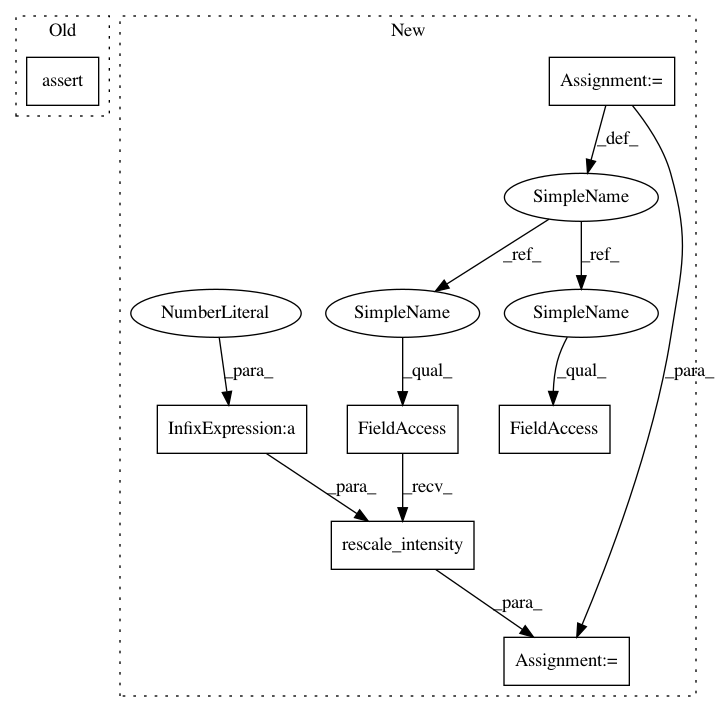 Old
New
assert
Assignment:=
_def_
SimpleName
_ref_
_ref_
NumberLiteral
SimpleName
SimpleName
_para_
_qual_
_qual_
_para_
InfixExpression:a
FieldAccess
FieldAccess
_para_
_recv_
rescale_intensity
_para_
Assignment:=